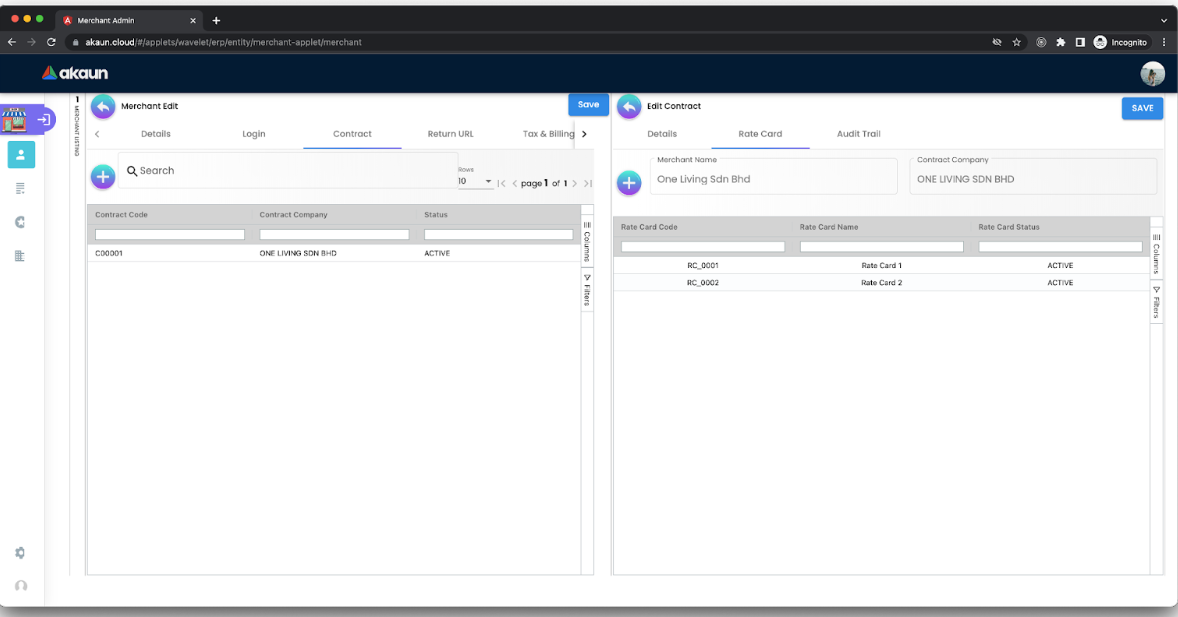 Merchant Admin
akaun.cloud/#/applets/wavelet/erp/entity/merchant-applet/merchant
Incognito
akaun
1 MERCHANT LISTING
Merchant Edit
Save
Details
Login
Contract
Return URL
Tax & Billing
Search
Rows
10
page 1 of 1
Contract Code
Contract Company
Status
C00001
ONE LIVING SDN BHD
ACTIVE
Columns
Filters
Edit Contract
SAVE
Details
Rate Card
Audit Trail
Merchant Name
One Living Sdn Bhd
Contract Company
ONE LIVING SDN BHD
Rate Card Code
Rate Card Name
Rate Card Status
RC_0001
Rate Card 1
ACTIVE
RC_0002
Rate Card 2
ACTIVE
Columns
Filters